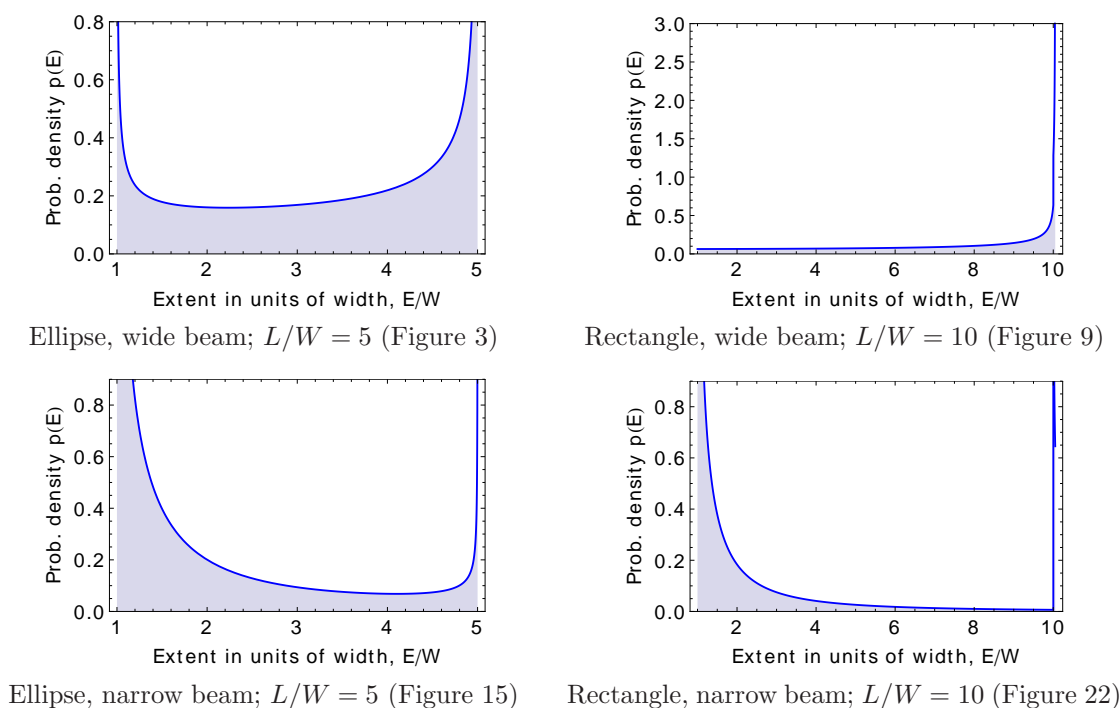 Prob. density p(E)
0.8
0.6
0.4
0.2
0.0
1 2 3 4 5
Extent in units of width, E/W
Ellipse, wide beam; L/W = 5 (Figure 3)
Prob. density p(E)
3.0
2.5
2.0
1.5
1.0
0.5
0.0
2 4 6 8 10
Extent in units of width, E/W
Rectangle, wide beam; L/W = 10 (Figure 9)
Prob. density p(E)
0.8
0.6
0.4
0.2
0.0
1 2 3 4 5
Extent in units of width, E/W
Ellipse, narrow beam; L/W = 5 (Figure 15)
Prob. density p(E)
0.8
0.6
0.4
0.2
0.0
2 4 6 8 10
Extent in units of width, E/W
Rectangle, narrow beam; L/W = 10 (Figure 22)